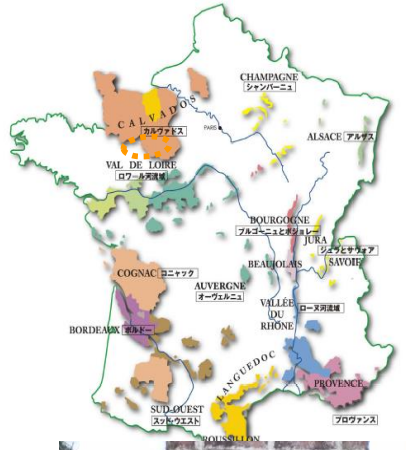 CHAMPAGNE
シャンパーニュ
CALVADOS
カルヴァドス
PARIS
ALSACE アルザス
VAL DE LOIRE
ロワール河流域
BOURGOGNE
ブルゴーニュとボジョレー
JURA
ジュラとサヴォア
SAVOIE
BEAUJOLAIS
COGNAC コニャック
AUVERGNE
オーヴェルニュ
VALLÉE
DU
RHÔNE
ローヌ河流域
BORDEAUX ボルドー
LANGUEDOC
PROVENCE
プロヴァンス
SUD-OUEST
スッド・ウエスト
ROUSSILLON